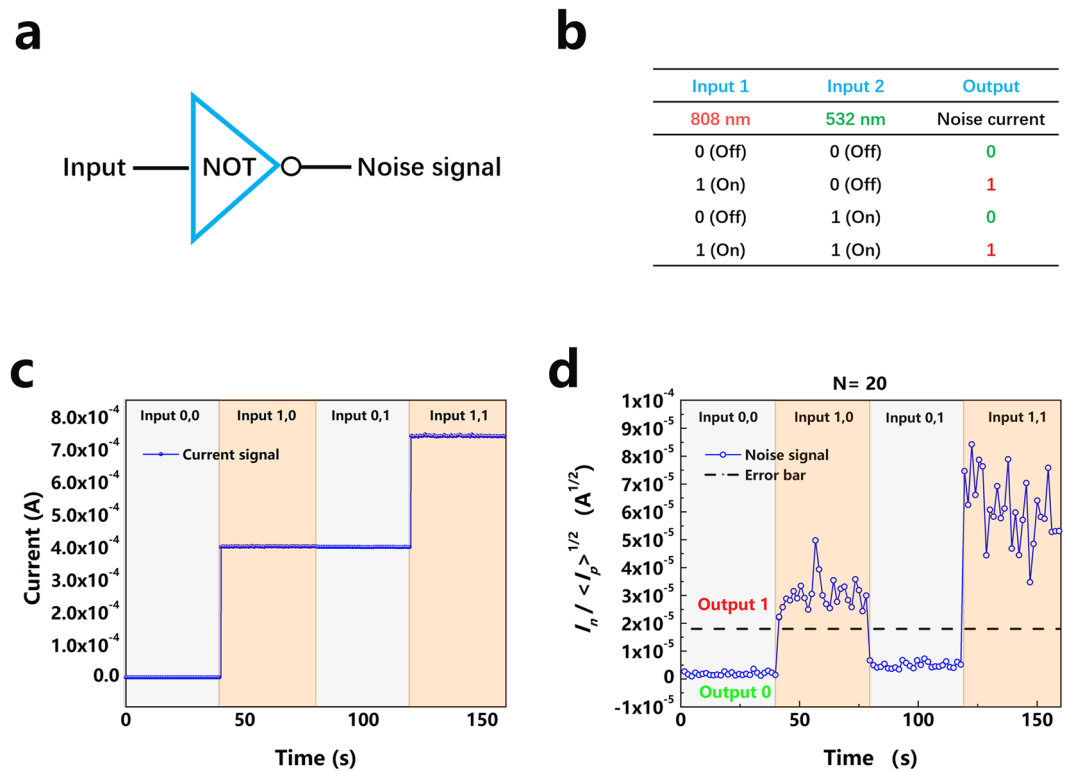 a
Input NOT Noise signal
b
Input 1 Input 2 Output
808 nm 532 nm Noise current
0 (Off) 0 (Off) 0
1 (On) 0 (Off) 1
0 (Off) 1 (On) 0
1 (On) 1 (On) 1
c
8.0x10⁻⁴
7.0x10⁻⁴
6.0x10⁻⁴
5.0x10⁻⁴
4.0x10⁻⁴
3.0x10⁻⁴
2.0x10⁻⁴
1.0x10⁻⁴
0.0
Current (A)
Input 0,0 Input 1,0 Input 0,1 Input 1,1
Current signal
0 50 100 150
Time (s)
d
N= 20
1x10⁻⁴
9x10⁻⁵
8x10⁻⁵
7x10⁻⁵
6x10⁻⁵
5x10⁻⁵
4x10⁻⁵
3x10⁻⁵
2x10⁻⁵
1x10⁻⁵
0
-1x10⁻⁵
Iₙ / <Iₚ>^1/2 (A^1/2)
Input 0,0 Input 1,0 Input 0,1 Input 1,1
Noise signal
Error bar
Output 1
Output 0
0 50 100 150
Time (s)